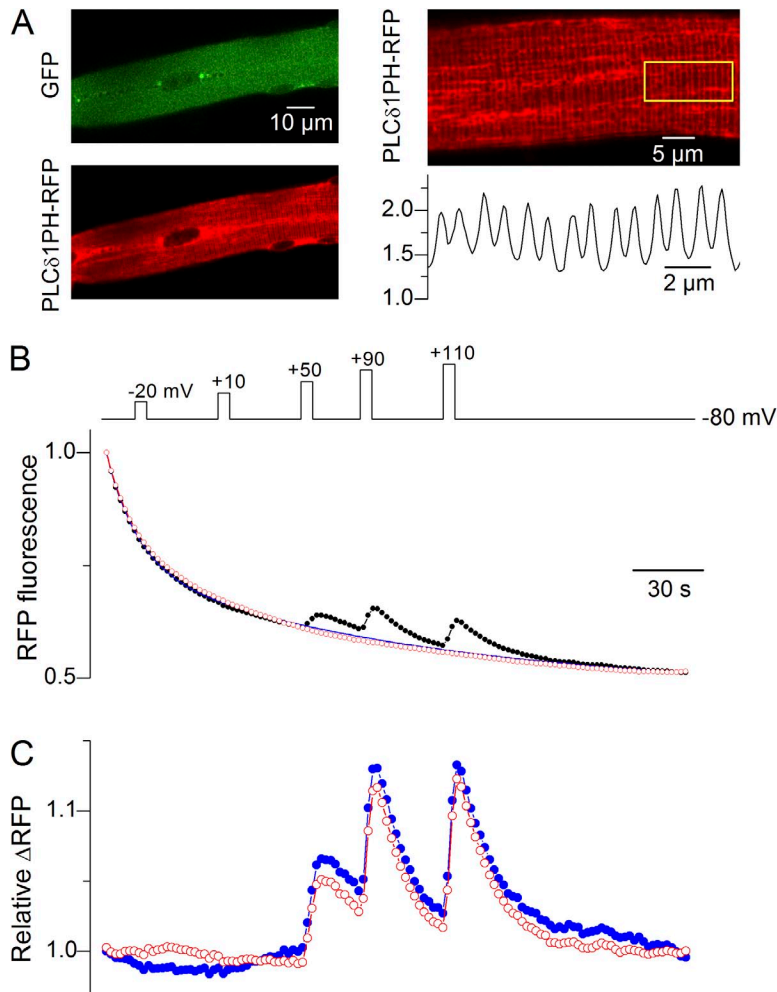 A
GFP
10 µm
PLCδ1PH-RFP
PLCδ1PH-RFP
5 µm
2.0
1.5
1.0
2 µm
B
-20 mV
+10
+50
+90
+110
-80 mV
1.0
RFP fluorescence
30 s
0.5
C
1.1
Relative ΔRFP
1.0